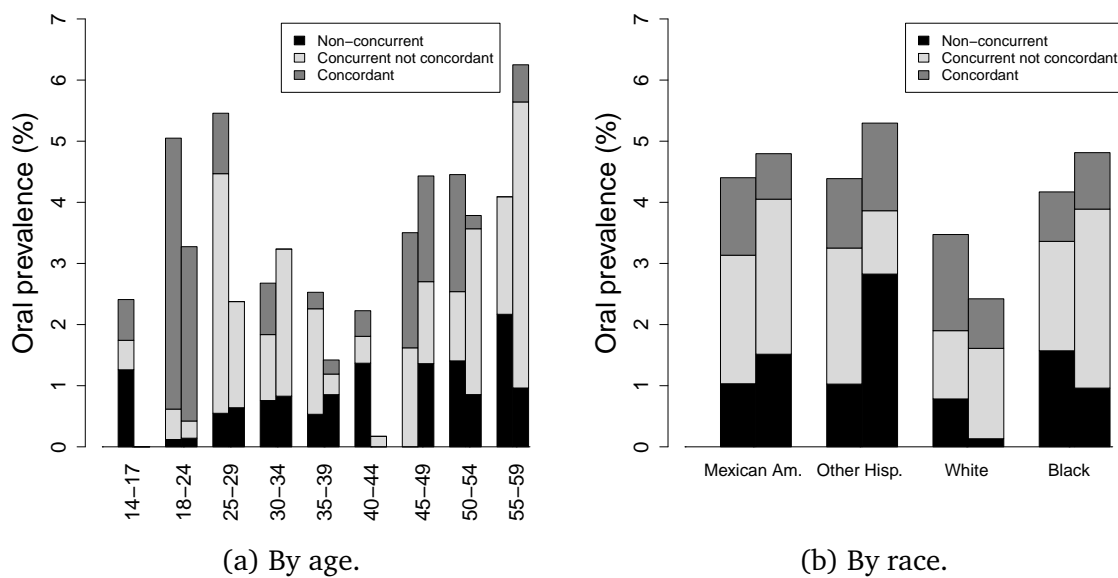 Oral prevalence (%)
0
1
2
3
4
5
6
7
Non−concurrent
Concurrent not concordant
Concordant
14−17
18−24
25−29
30−34
35−39
40−44
45−49
50−54
55−59
(a) By age.
Oral prevalence (%)
0
1
2
3
4
5
6
7
Non−concurrent
Concurrent not concordant
Concordant
Mexican Am.
Other Hisp.
White
Black
(b) By race.